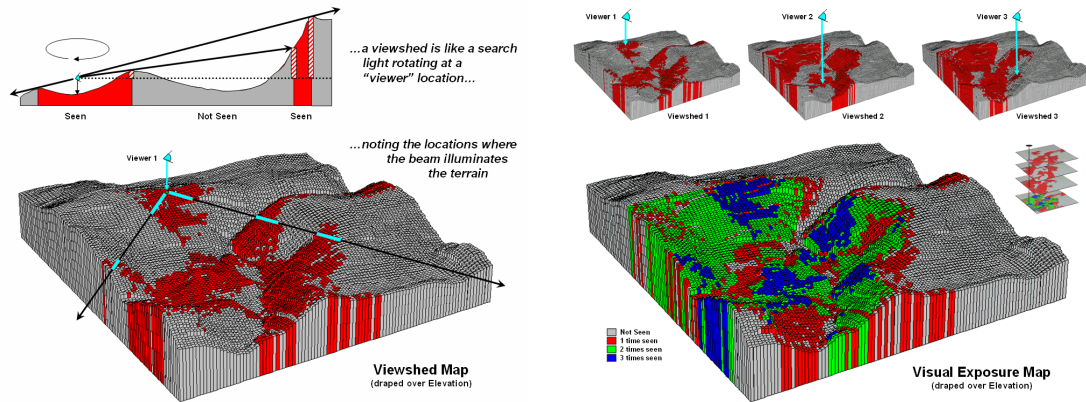 ...a viewshed is like a search
light rotating at a
“viewer” location...
Seen
Not Seen
Seen
...noting the locations where
the beam illuminates
the terrain
Viewer 1
Viewshed Map
(draped over Elevation)
Viewer 1
Viewer 2
Viewer 3
Viewshed 1
Viewshed 2
Viewshed 3
Not Seen
1 time seen
2 times seen
3 times seen
Visual Exposure Map
(draped over Elevation)